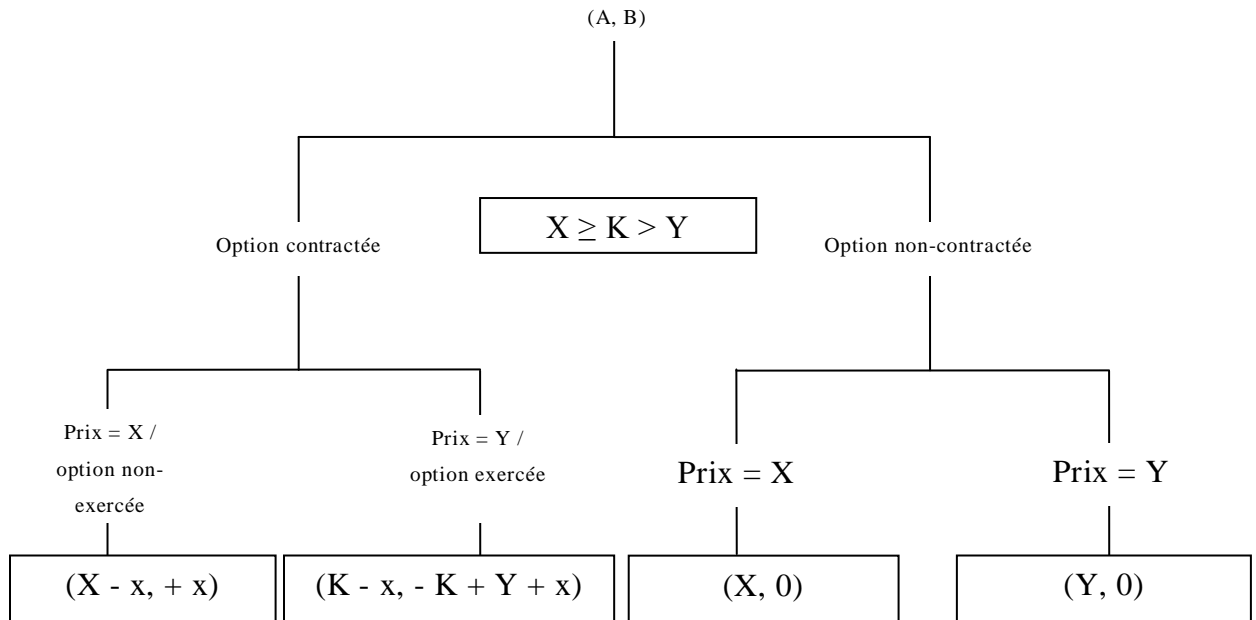 (A, B)
X ≥ K > Y
Option contractée
Option non-contractée
Prix = X /
option non-
exercée
Prix = Y /
option exercée
Prix = X
Prix = Y
(X - x, + x)
(K - x, - K + Y + x)
(X, 0)
(Y, 0)